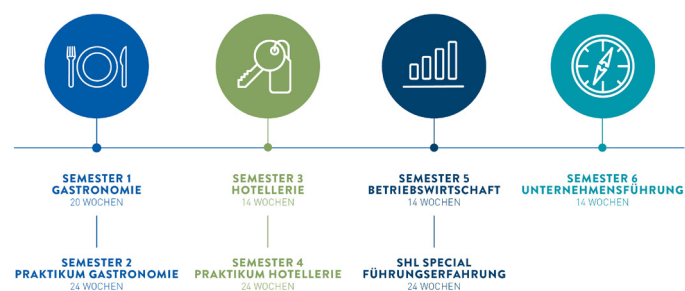 SEMESTER 1
GASTRONOMIE
20 WOCHEN
SEMESTER 2
PRAKTIKUM GASTRONOMIE
24 WOCHEN
SEMESTER 3
HOTELLERIE
14 WOCHEN
SEMESTER 4
PRAKTIKUM HOTELLERIE
24 WOCHEN
SEMESTER 5
BETRIEBSWIRTSCHAFT
14 WOCHEN
SHL SPECIAL
FÜHRUNGSERFAHRUNG
24 WOCHEN
SEMESTER 6
UNTERNEHMENSFÜHRUNG
14 WOCHEN